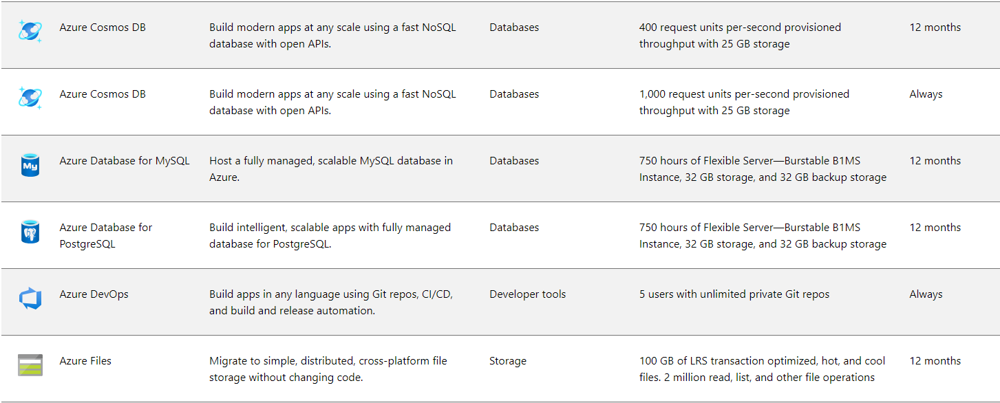 Azure Cosmos DB Build modern apps at any scale using a fast NoSQL Databases 400 request units per-second provisioned 12 months
database with open APIs. throughput with 25 GB storage
Azure Cosmos DB Build modern apps at any scale using a fast NoSQL Databases 1,000 request units per-second provisioned Always
database with open APIs. throughput with 25 GB storage
My Azure Database for MySQL Host a fully managed, scalable MySQL database in Databases 750 hours of Flexible Server—Burstable B1MS 12 months
Azure. Instance, 32 GB storage, and 32 GB backup storage
Azure Database for Build intelligent, scalable apps with fully managed Databases 750 hours of Flexible Server—Burstable B1MS 12 months
PostgreSQL database for PostgreSQL. Instance, 32 GB storage, and 32 GB backup storage
Azure DevOps Build apps in any language using Git repos, CI/CD, Developer tools 5 users with unlimited private Git repos Always
and build and release automation.
Azure Files Migrate to simple, distributed, cross-platform file Storage 100 GB of LRS transaction optimized, hot, and cool 12 months
storage without changing code. files. 2 million read, list, and other file operations